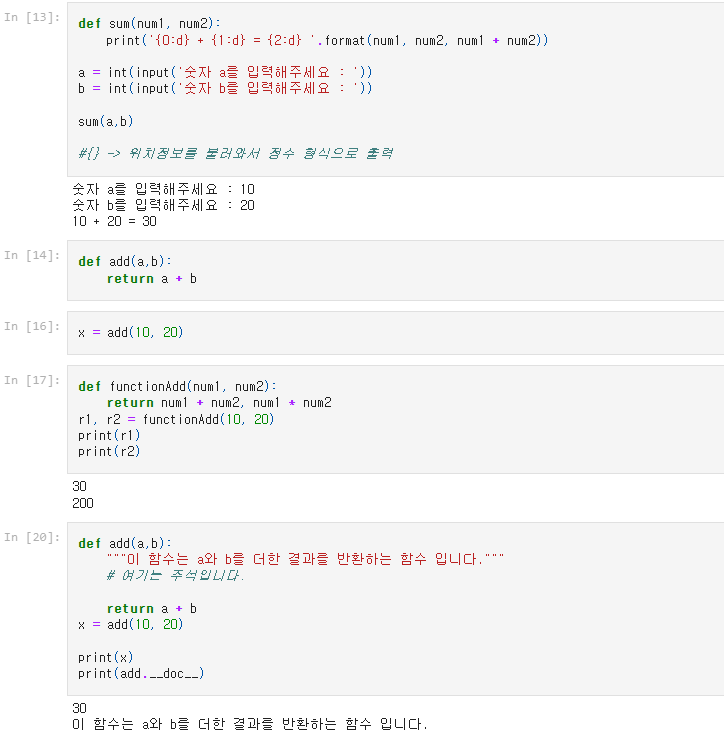 In [13]:
def sum(num1, num2):
    print('{0:d} + {1:d} = {2:d} '.format(num1, num2, num1 + num2))
a = int(input('숫자 a를 입력해주세요 : '))
b = int(input('숫자 b를 입력해주세요 : '))
sum(a,b)
#{} -> 위치정보를 불러와서 정수 형식으로 출력
숫자 a를 입력해주세요 : 10
숫자 b를 입력해주세요 : 20
10 + 20 = 30
In [14]:
def add(a,b):
    return a + b
In [16]:
x = add(10, 20)
In [17]:
def functionAdd(num1, num2):
    return num1 + num2, num1 * num2
r1, r2 = functionAdd(10, 20)
print(r1)
print(r2)
30
200
In [20]:
def add(a,b):
    """이 함수는 a와 b를 더한 결과를 반환하는 함수 입니다."""
    # 여기는 주석입니다.
    return a + b
x = add(10, 20)
print(x)
print(add.__doc__)
30
이 함수는 a와 b를 더한 결과를 반환하는 함수 입니다.